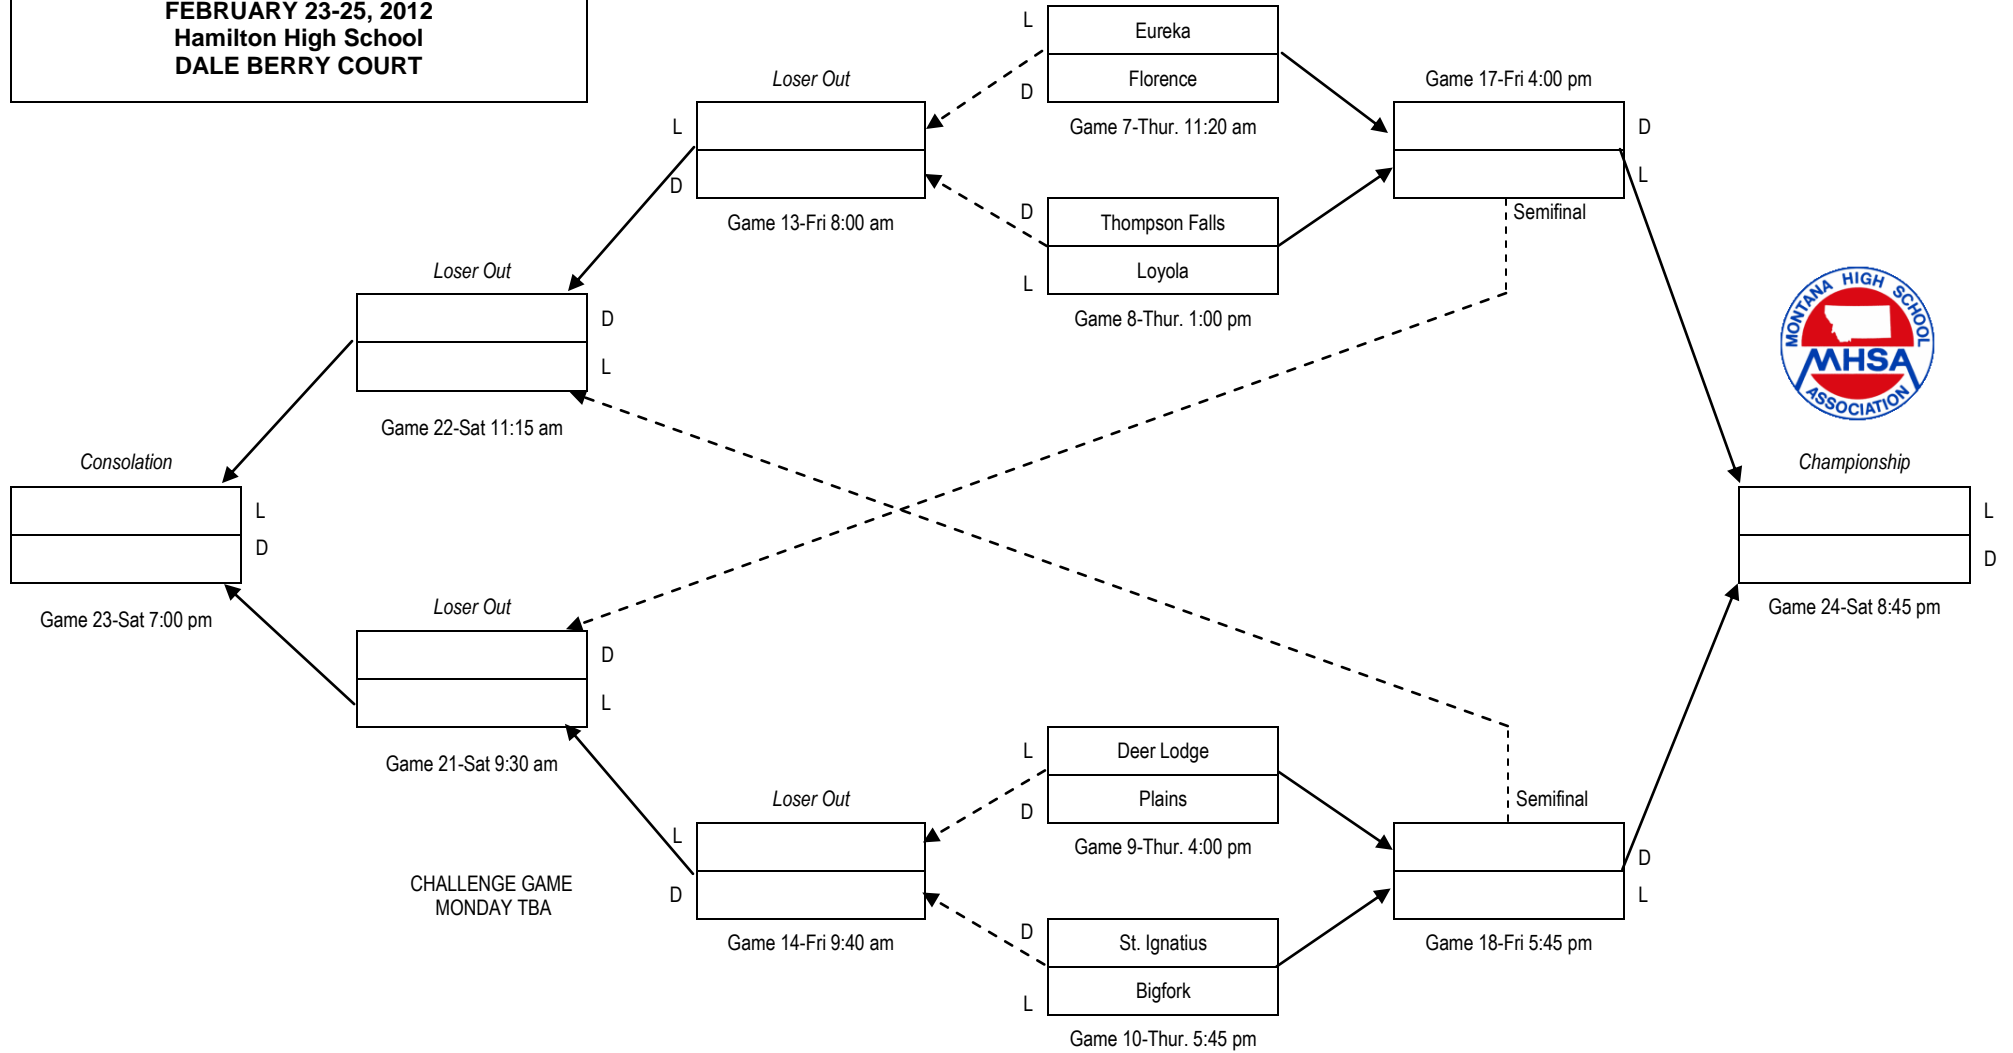 FEBRUARY 23-25, 2012
Hamilton High School
DALE BERRY COURT
L
Eureka
D
Florence
Game 7-Thur. 11:20 am
Loser Out
L
D
Game 13-Fri 8:00 am
D
Thompson Falls
L
Loyola
Game 8-Thur. 1:00 pm
Game 17-Fri 4:00 pm
D
L
Semifinal
Loser Out
D
L
Game 22-Sat 11:15 am
MONTANA HIGH SCHOOL
MHSA
ASSOCIATION
Consolation
L
D
Game 23-Sat 7:00 pm
Championship
L
D
Game 24-Sat 8:45 pm
Loser Out
D
L
Game 21-Sat 9:30 am
L
Deer Lodge
D
Plains
Game 9-Thur. 4:00 pm
Loser Out
L
D
Game 14-Fri 9:40 am
Semifinal
D
L
Game 18-Fri 5:45 pm
CHALLENGE GAME
MONDAY TBA
D
St. Ignatius
L
Bigfork
Game 10-Thur. 5:45 pm